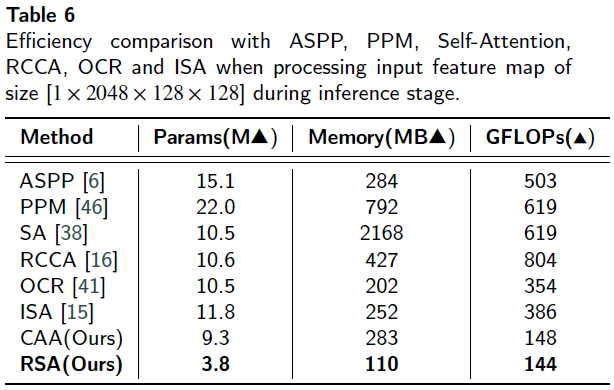 Table 6
Efficiency comparison with ASPP, PPM, Self-Attention,
RCCA, OCR and ISA when processing input feature map of
size [1 × 2048 × 128 × 128] during inference stage.
Method Params(M▲) Memory(MB▲) GFLOPs(▲)
ASPP [6] 15.1 284 503
PPM [46] 22.0 792 619
SA [38] 10.5 2168 619
RCCA [16] 10.6 427 804
OCR [41] 10.5 202 354
ISA [15] 11.8 252 386
CAA(Ours) 9.3 283 148
RSA(Ours) 3.8 110 144